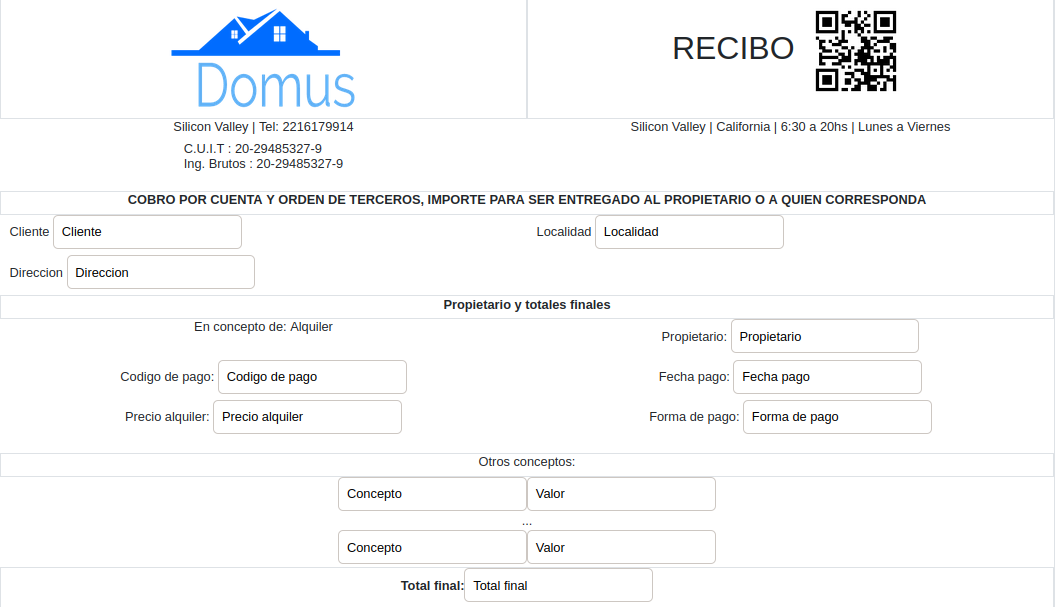 Domus
RECIBO
Silicon Valley | Tel: 2216179914
Silicon Valley | California | 6:30 a 20hs | Lunes a Viernes
C.U.I.T : 20-29485327-9
Ing. Brutos : 20-29485327-9
COBRO POR CUENTA Y ORDEN DE TERCEROS, IMPORTE PARA SER ENTREGADO AL PROPIETARIO O A QUIEN CORRESPONDA
Cliente Cliente
Localidad Localidad
Direccion Direccion
Propietario y totales finales
En concepto de: Alquiler
Propietario: Propietario
Codigo de pago: Codigo de pago
Fecha pago: Fecha pago
Precio alquiler: Precio alquiler
Forma de pago: Forma de pago
Otros conceptos:
Concepto Valor
...
Concepto Valor
Total final: Total final